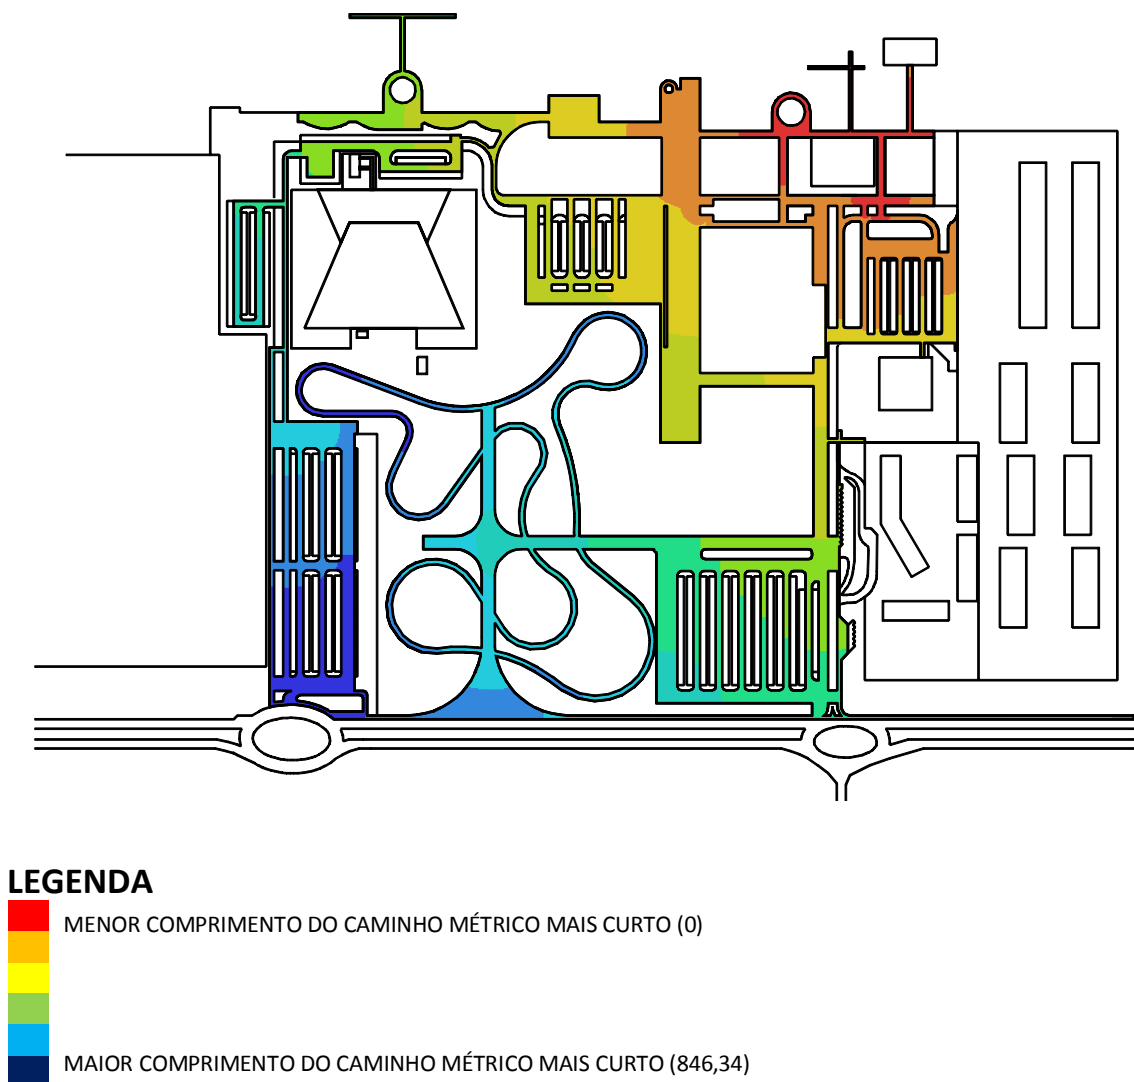 LEGENDA
MENOR COMPRIMENTO DO CAMINHO MÉTRICO MAIS CURTO (0)
MAIOR COMPRIMENTO DO CAMINHO MÉTRICO MAIS CURTO (846,34)